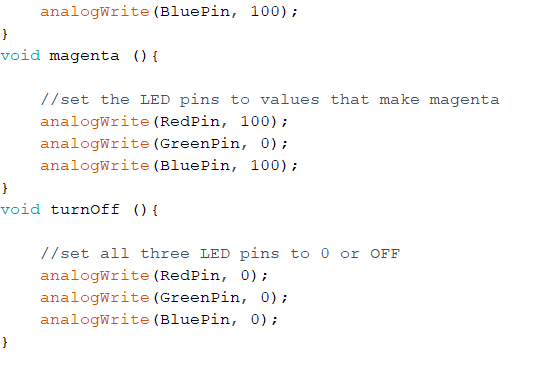 analogWrite(BluePin, 100);
}
void magenta (){
//set the LED pins to values that make magenta
analogWrite(RedPin, 100);
analogWrite(GreenPin, 0);
analogWrite(BluePin, 100);
}
void turnOff (){
//set all three LED pins to 0 or OFF
analogWrite(RedPin, 0);
analogWrite(GreenPin, 0);
analogWrite(BluePin, 0);
}